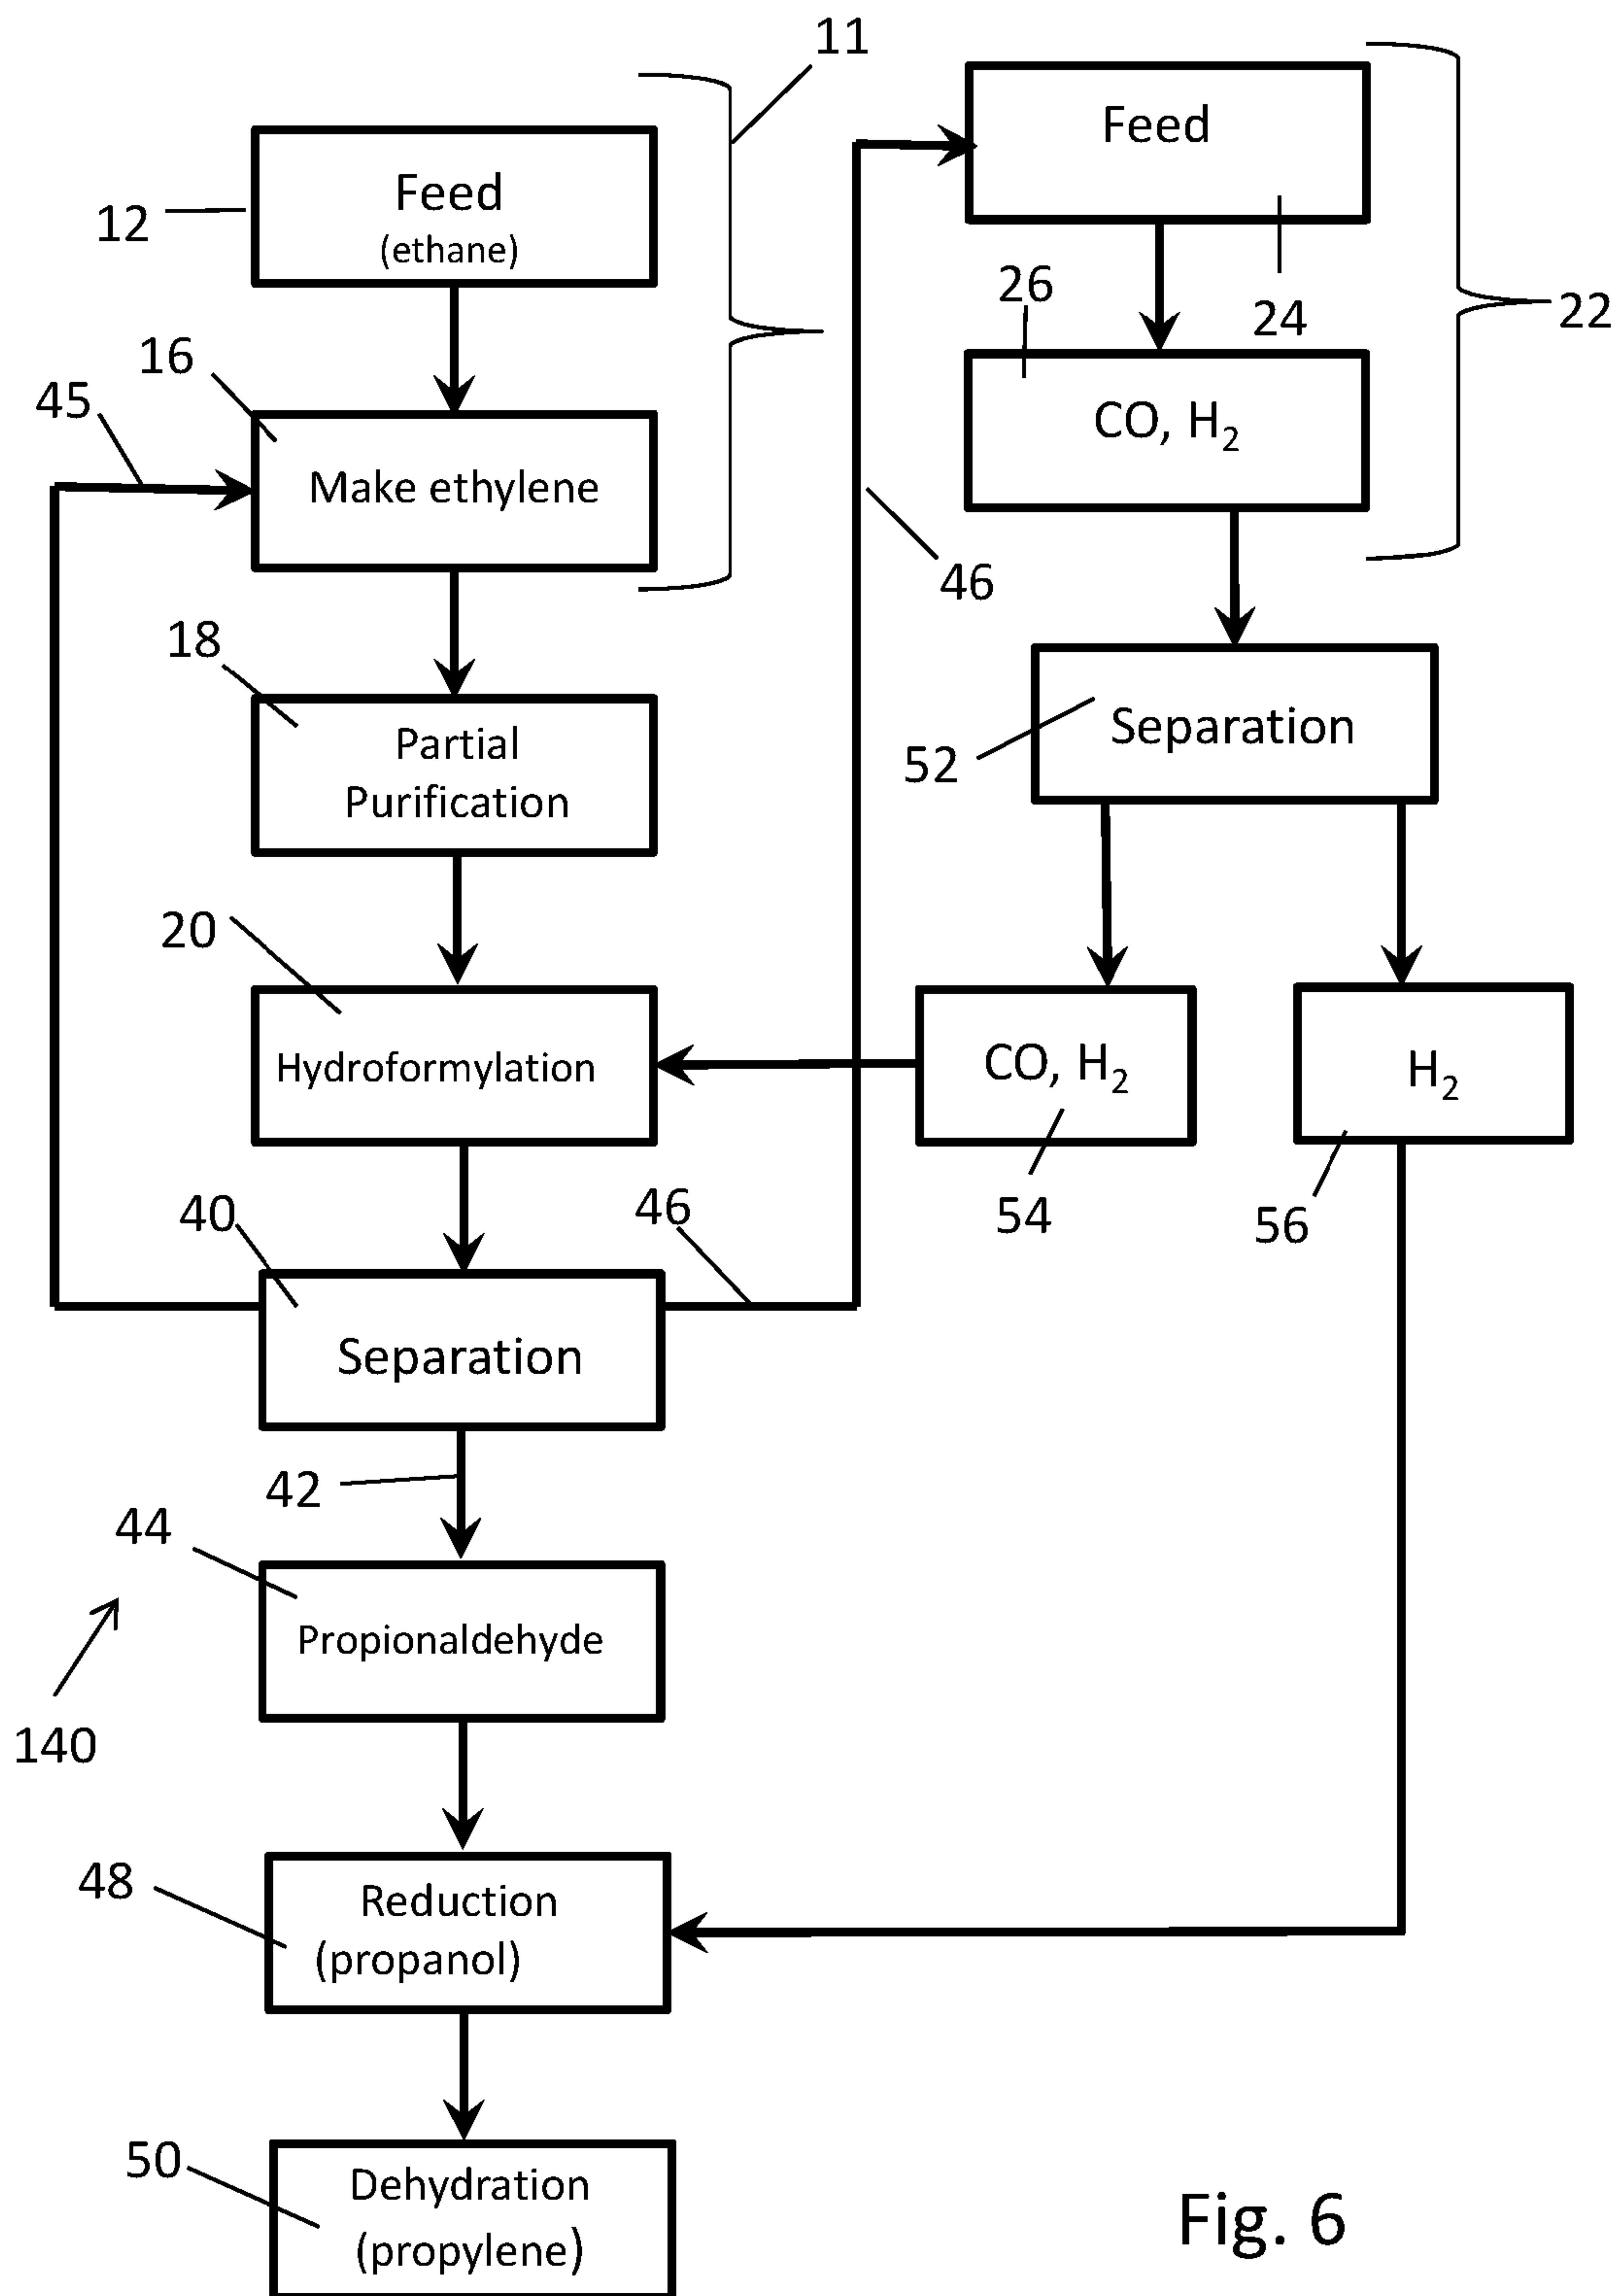 11
Feed
(ethane)
12
Feed
26
24
22
16
45
Make ethylene
CO, H₂
46
18
Partial
Purification
52
Separation
20
Hydroformylation
CO, H₂
H₂
54
56
40
46
Separation
42
44
Propionaldehyde
140
48
Reduction
(propanol)
50
Dehydration
(propylene)
Fig. 6